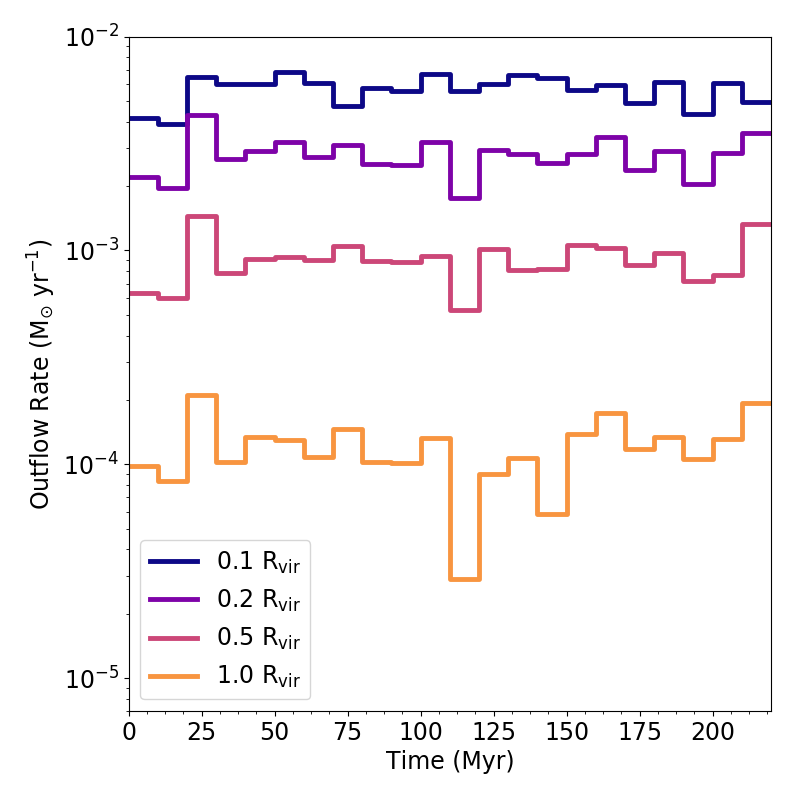 10⁻²
10⁻³
10⁻⁴
10⁻⁵
Outflow Rate (M⊙ yr⁻¹)
0.1 Rvir
0.2 Rvir
0.5 Rvir
1.0 Rvir
0 25 50 75 100 125 150 175 200
Time (Myr)